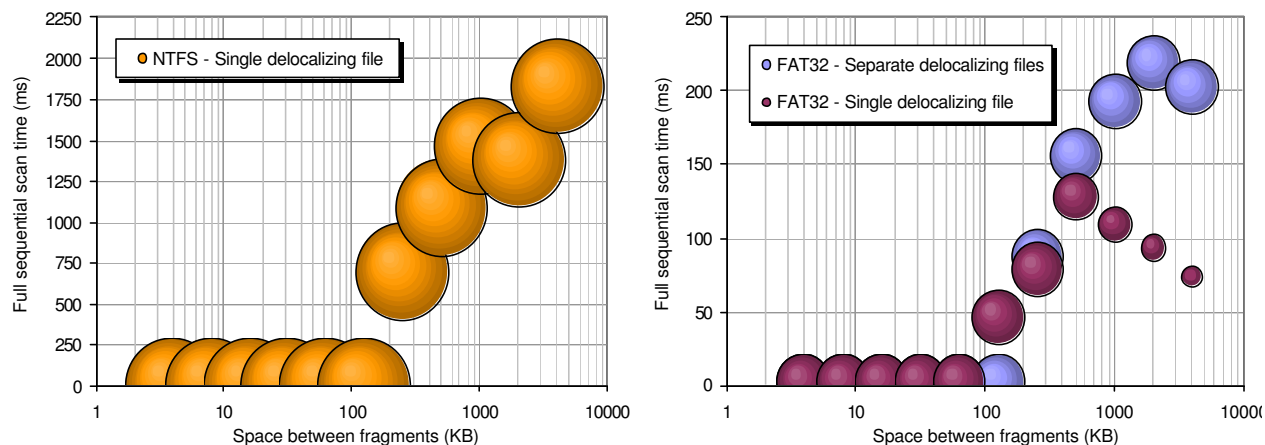 NTFS - Single delocalizing file
Full sequential scan time (ms)
2250
2000
1750
1500
1250
1000
750
500
250
0
1 10 100 1000 10000
Space between fragments (KB)
FAT32 - Separate delocalizing files
FAT32 - Single delocalizing file
Full sequential scan time (ms)
250
200
150
100
50
0
1 10 100 1000 10000
Space between fragments (KB)